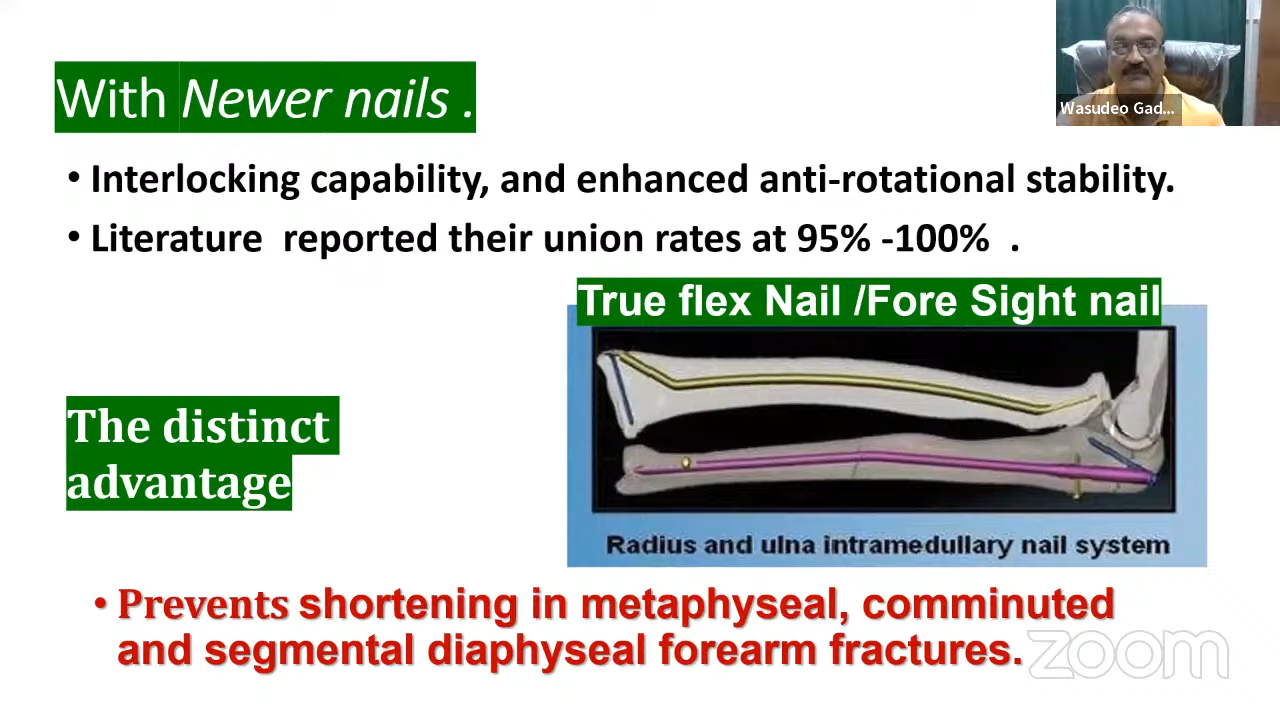 With Newer nails .
Wasudeo Gad...
• Interlocking capability, and enhanced anti-rotational stability.
• Literature reported their union rates at 95% -100% .
True flex Nail /Fore Sight nail
Radius and ulna intramedullary nail system
The distinct
advantage
• Prevents shortening in metaphyseal, comminuted
and segmental diaphyseal forearm fractures.
zoom